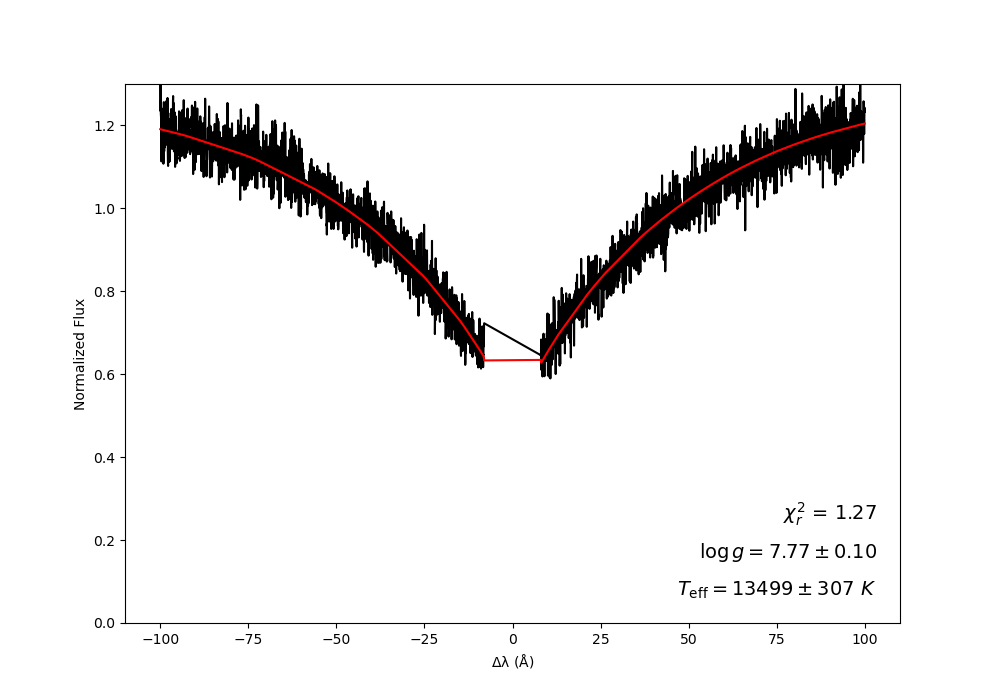 1.2
1.0
0.8
0.6
0.4
0.2
0.0
Normalized Flux
χ²ᵣ = 1.27
log g = 7.77 ± 0.10
T_eff = 13499 ± 307 K
−100 −75 −50 −25 0 25 50 75 100
Δλ (Å)